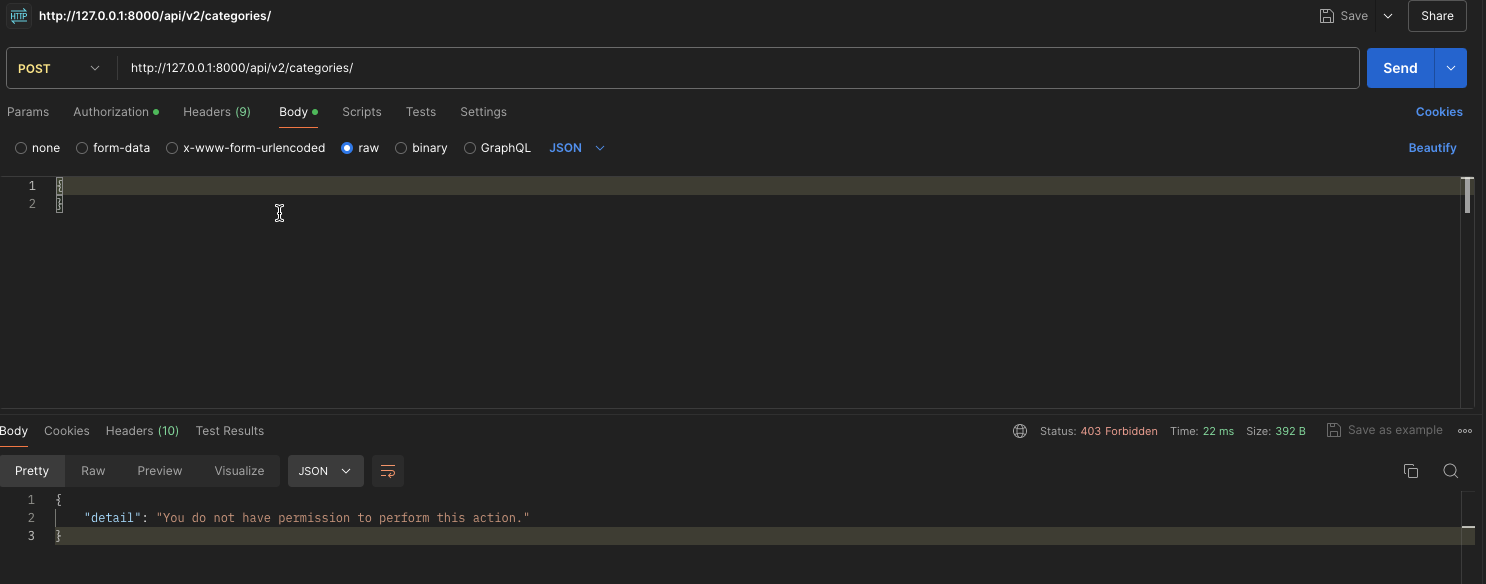 HTTP http://127.0.0.1:8000/api/v2/categories/ Save Share
POST http://127.0.0.1:8000/api/v2/categories/ Send
Params Authorization Headers (9) Body Scripts Tests Settings Cookies
none form-data x-www-form-urlencoded raw binary GraphQL JSON Beautify
1 {
2 }
Body Cookies Headers (10) Test Results Status: 403 Forbidden Time: 22 ms Size: 392 B Save as example
Pretty Raw Preview Visualize JSON
1 {
2 "detail": "You do not have permission to perform this action."
3 }